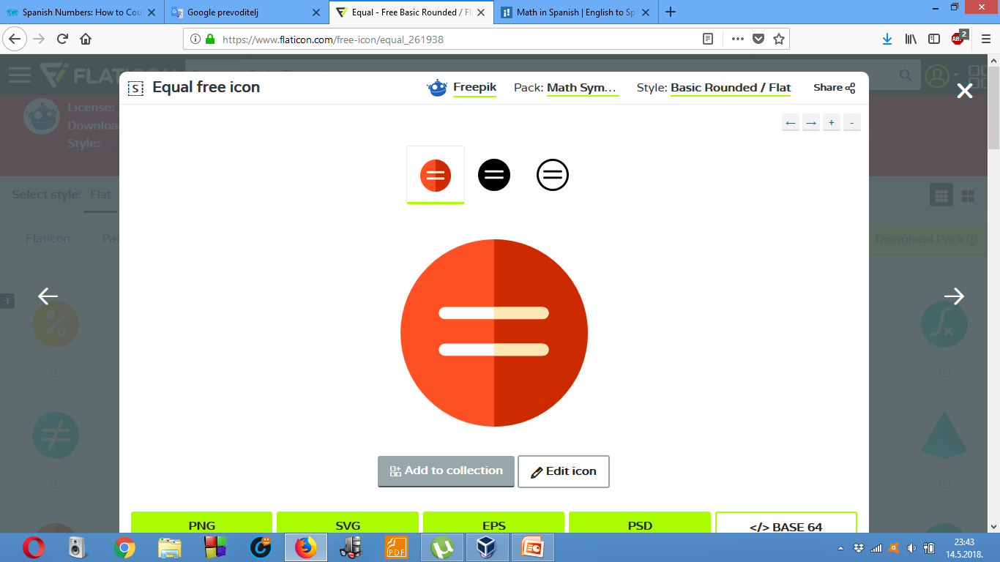 Spanish Numbers: How to Cou
Google prevoditelj
Equal - Free Basic Rounded / Fl
Math in Spanish | English to Spa
https://www.flaticon.com/free-icon/equal_261938
2
FLATICON
S Equal free icon
Freepik
Pack: Math Sym...
Style: Basic Rounded / Flat
Share
License:
Downloa
Style:
Select style: Flat
Flaticon
Pac
Download Pack
Add to collection
Edit icon
S
S
S
S
PNG
SVG
EPS
PSD
</> BASE 64
PDF
23:43
14.5.2018.